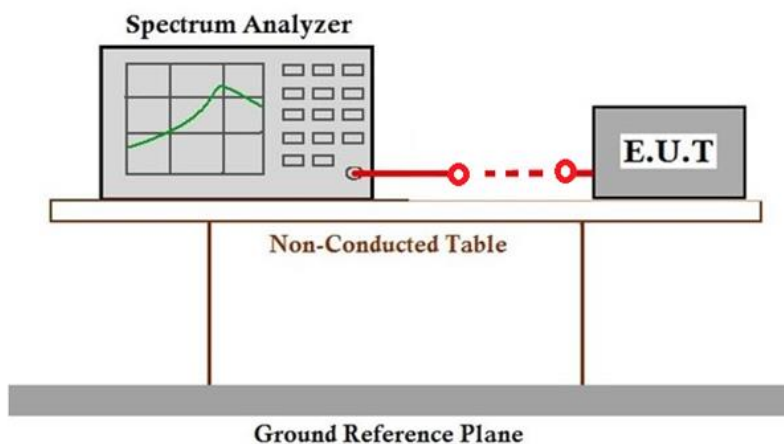 Spectrum Analyzer
E.U.T
Non-Conducted Table
Ground Reference Plane